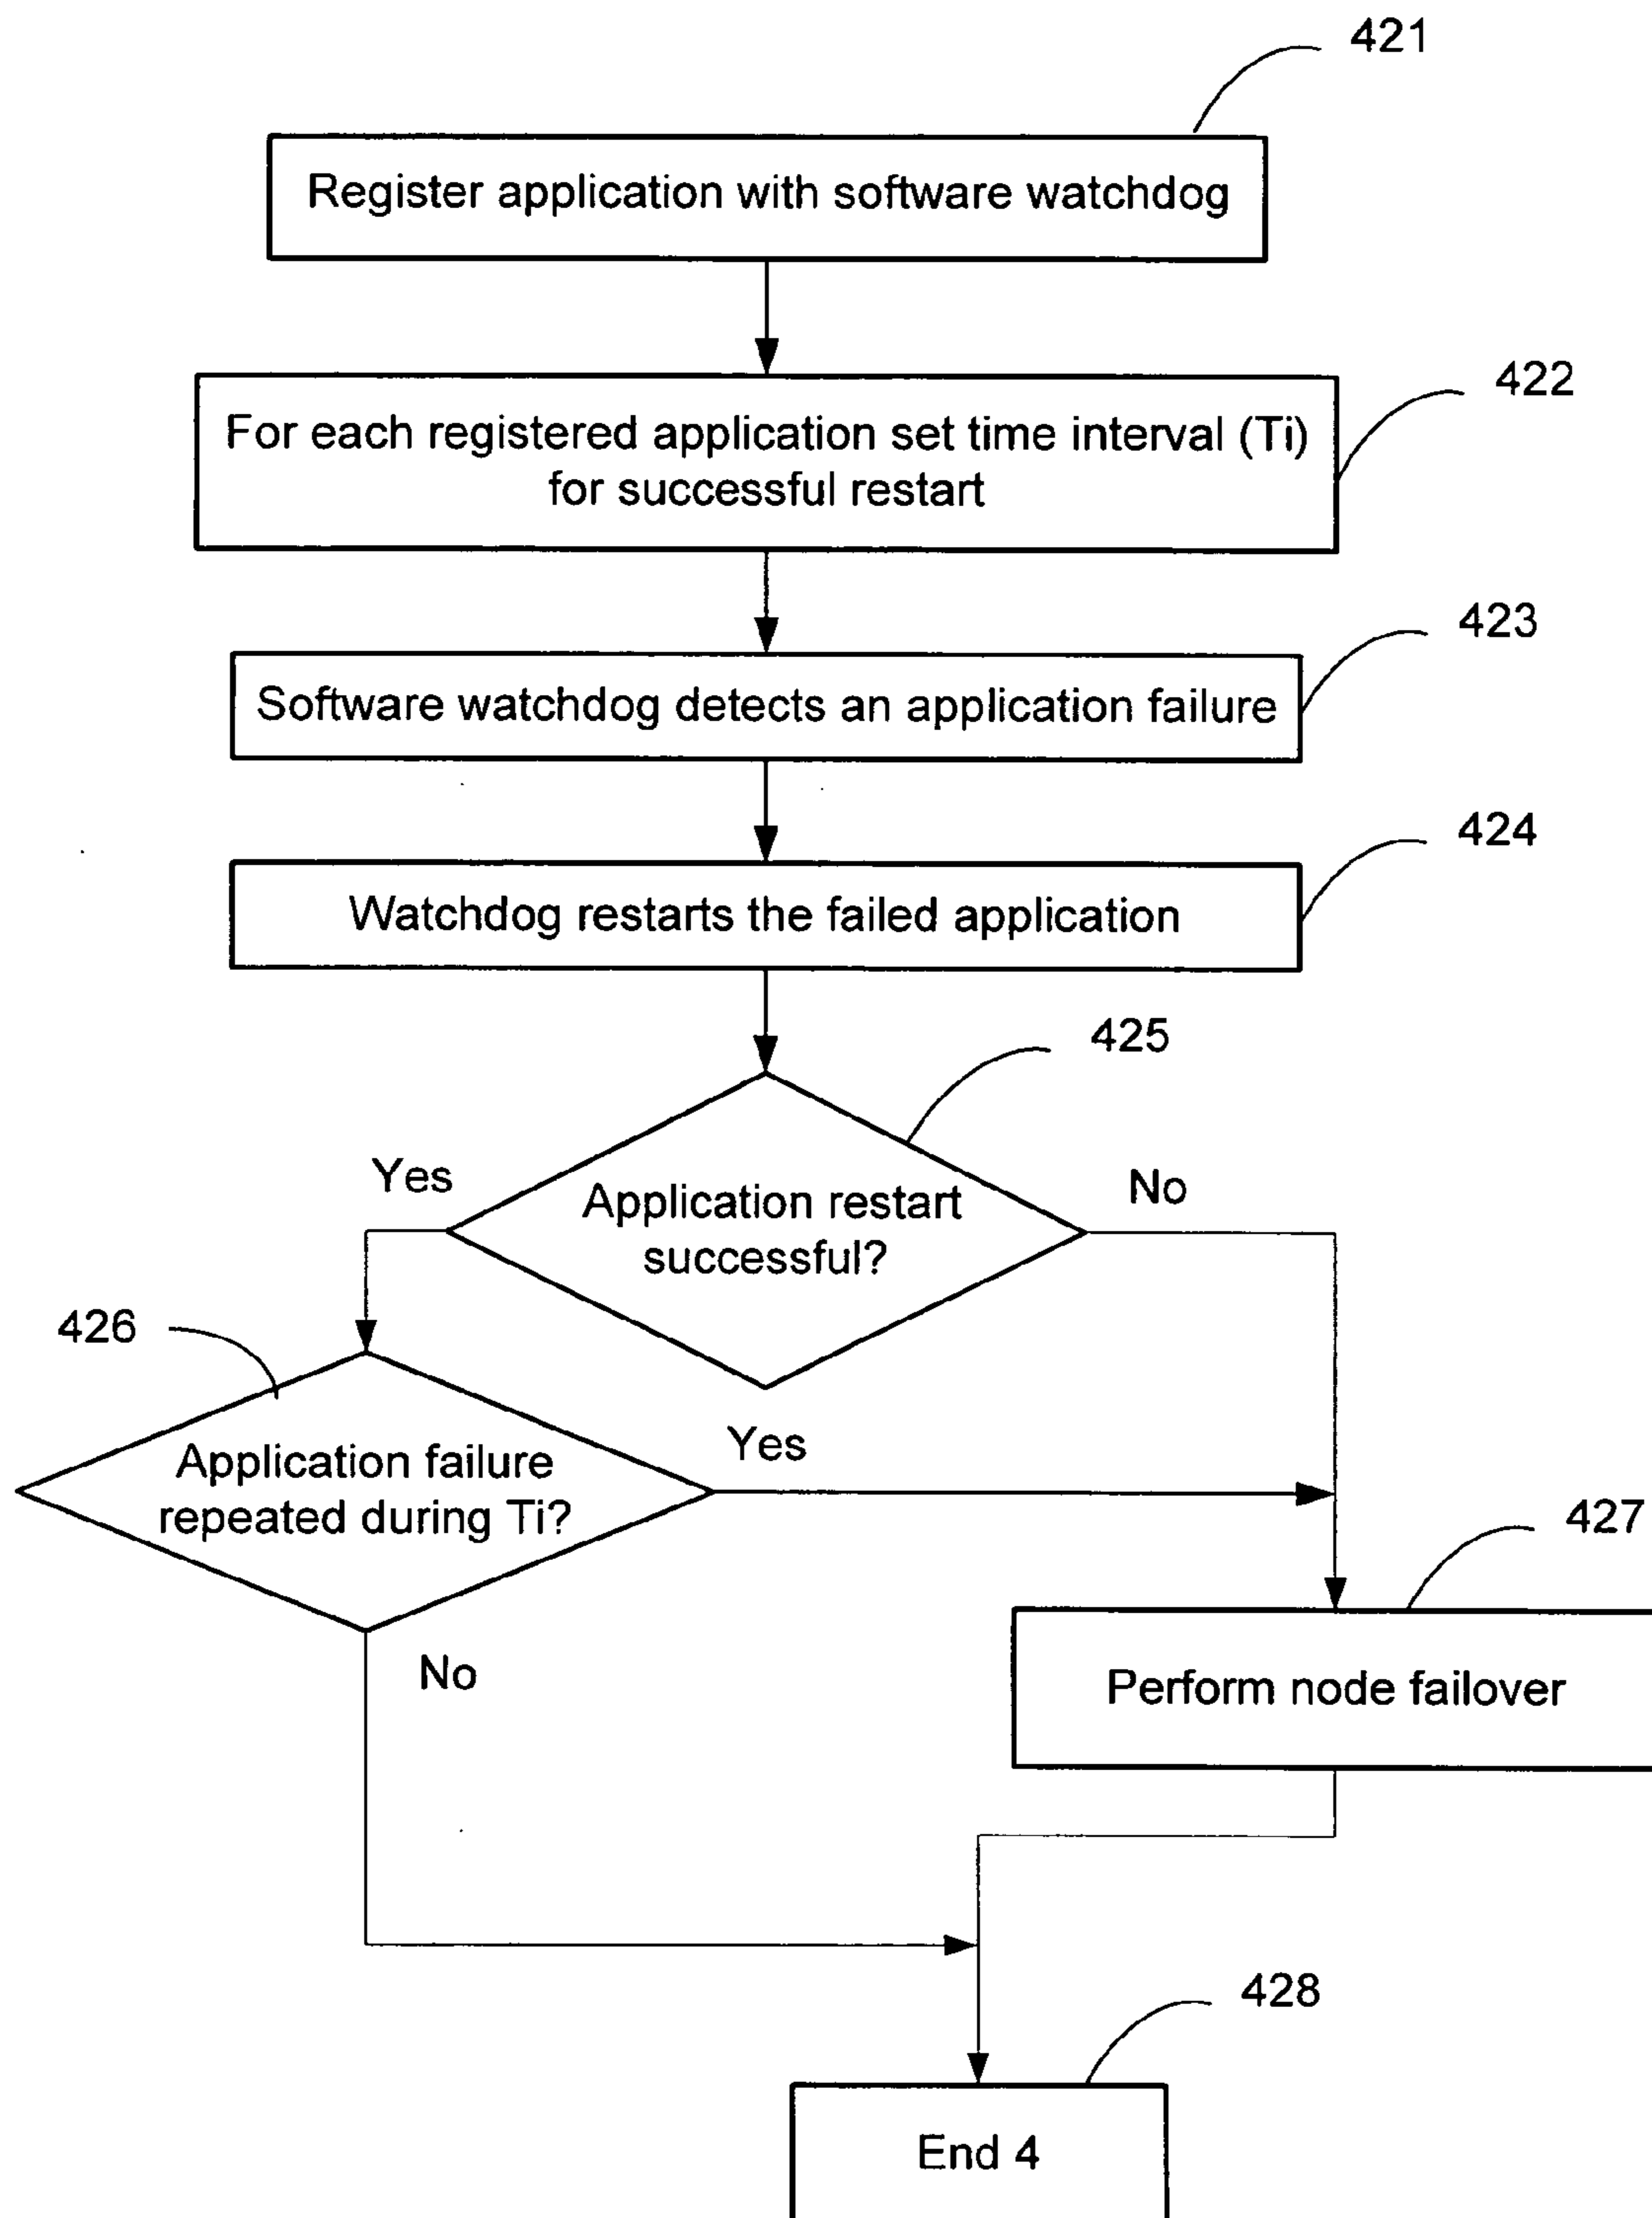 421
Register application with software watchdog
422
For each registered application set time interval (Ti)
for successful restart
423
Software watchdog detects an application failure
424
Watchdog restarts the failed application
425
Yes
No
Application restart
successful?
426
Yes
Application failure
repeated during Ti?
427
No
Perform node failover
428
End 4